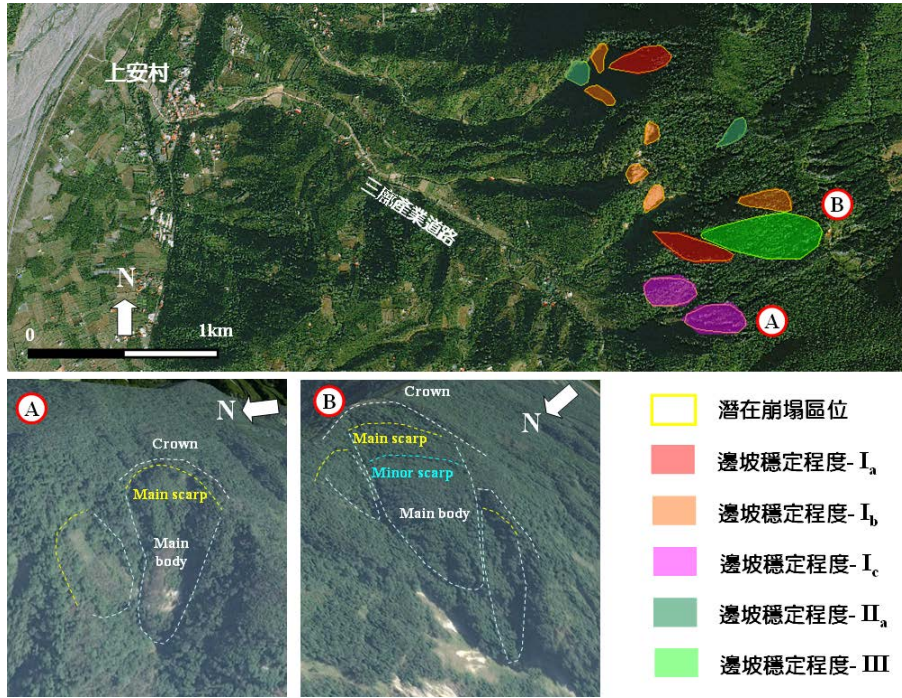 上安村
三廍產業道路
N
0
1km
B
A
A
N
Crown
Main scarp
Main
body
B
N
Crown
Main scarp
Minor scarp
Main body
潛在崩塌區位
邊坡穩定程度- Ia
邊坡穩定程度- Ib
邊坡穩定程度- Ic
邊坡穩定程度- IIa
邊坡穩定程度- III